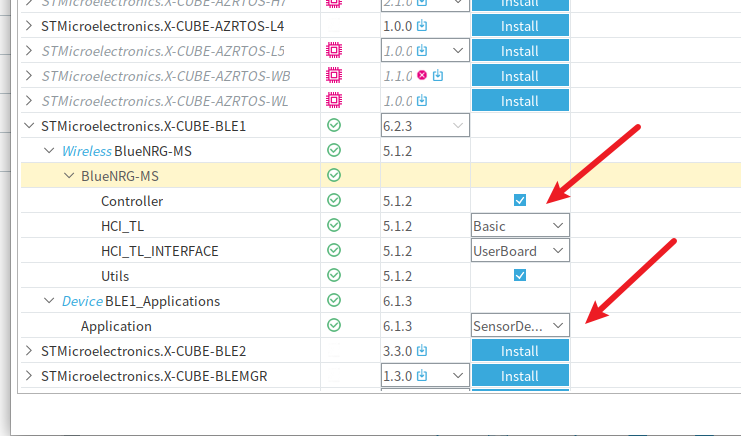 STMicroelectronics.X-CUBE-AZRTOS-H7 2.1.0 Install
STMicroelectronics.X-CUBE-AZRTOS-L4 1.0.0 Install
STMicroelectronics.X-CUBE-AZRTOS-L5 1.0.0 Install
STMicroelectronics.X-CUBE-AZRTOS-WB 1.1.0 Install
STMicroelectronics.X-CUBE-AZRTOS-WL 1.0.0 Install
STMicroelectronics.X-CUBE-BLE1 6.2.3
Wireless BlueNRG-MS 5.1.2
BlueNRG-MS
Controller 5.1.2
HCI_TL 5.1.2 Basic
HCI_TL_INTERFACE 5.1.2 UserBoard
Utils 5.1.2
Device BLE1_Applications 6.1.3
Application 6.1.3 SensorDe...
STMicroelectronics.X-CUBE-BLE2 3.3.0 Install
STMicroelectronics.X-CUBE-BLEMGR 1.3.0 Install